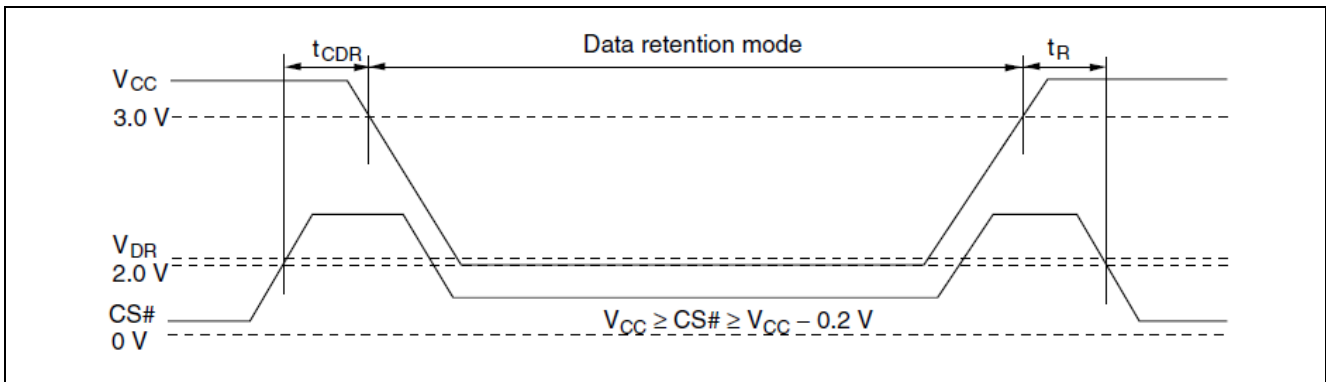 tCDR
Data retention mode
tR
VCC
3.0 V
VDR
2.0 V
CS#
VCC ≥ CS# ≥ VCC – 0.2 V
0 V